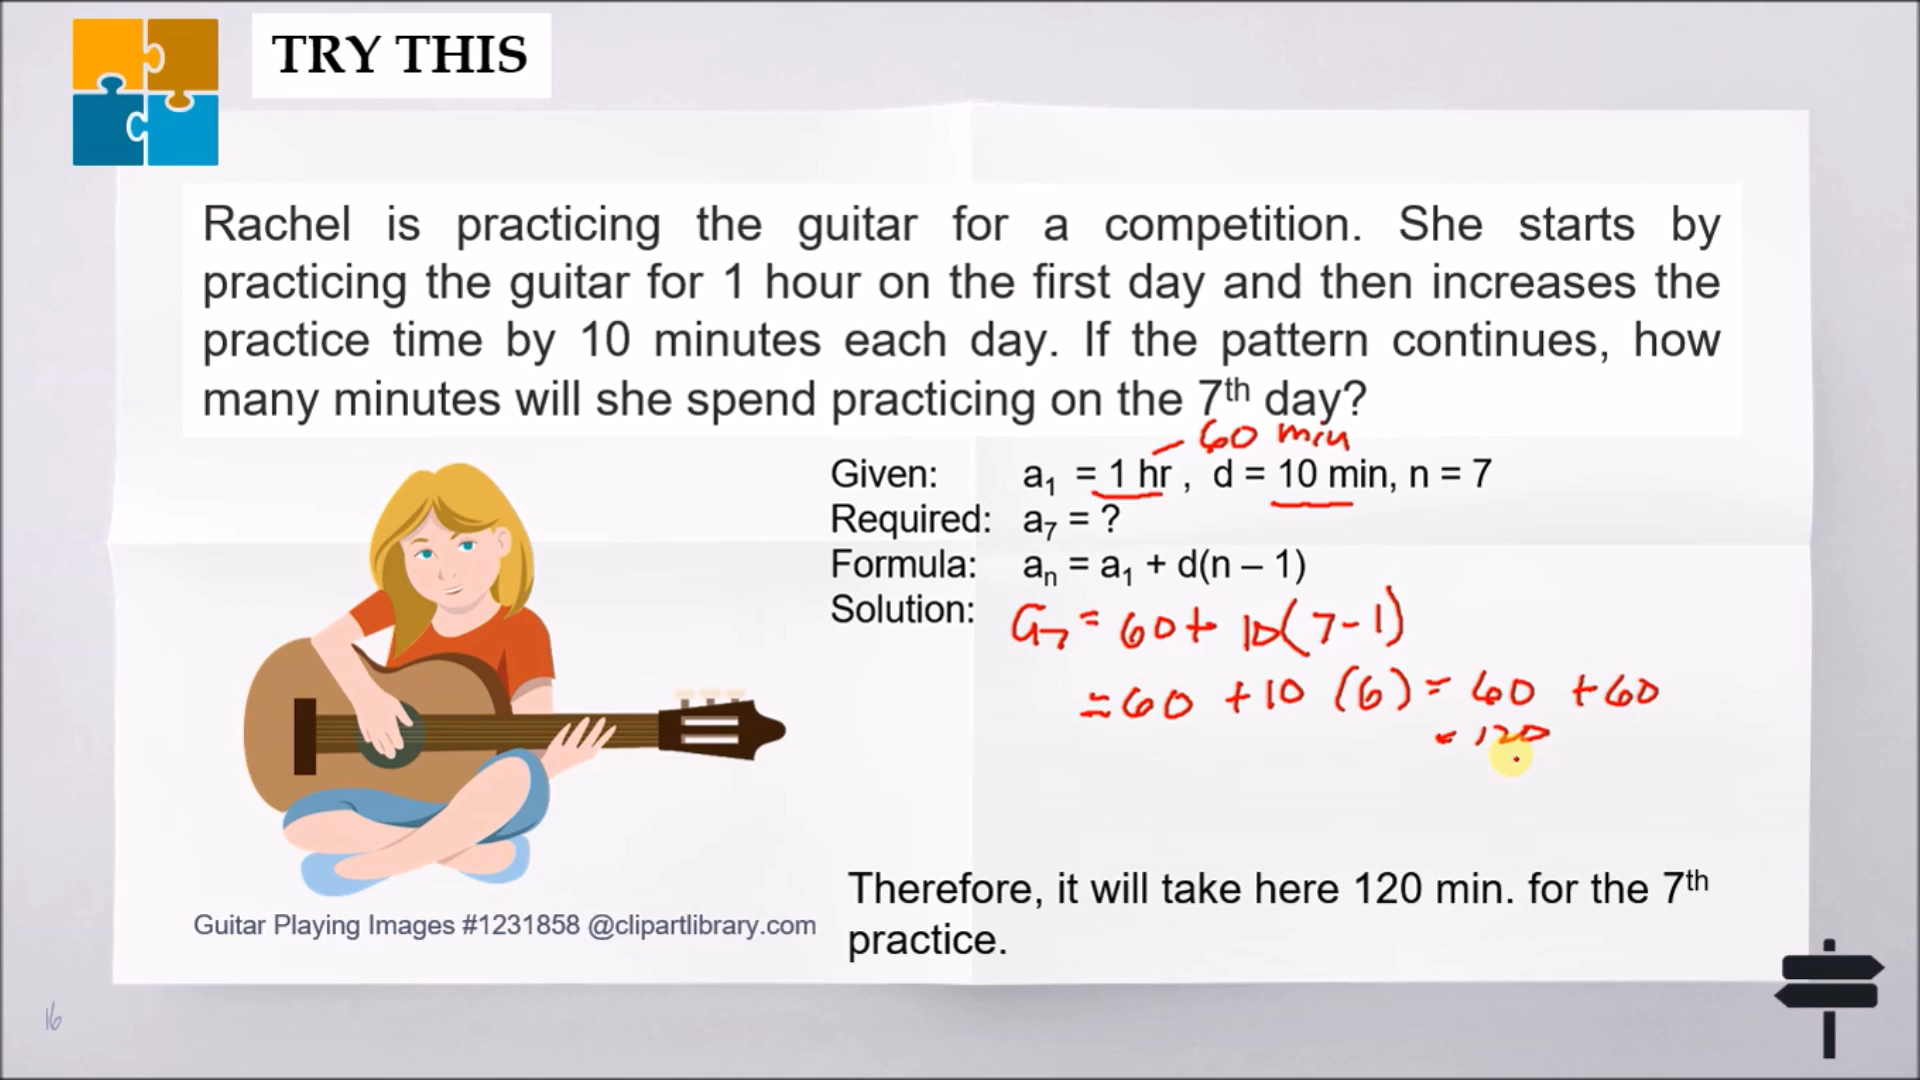 TRY THIS
Rachel is practicing the guitar for a competition. She starts by
practicing the guitar for 1 hour on the first day and then increases the
practice time by 10 minutes each day. If the pattern continues, how
many minutes will she spend practicing on the 7th day?
60 min
Given: a1 = 1 hr , d = 10 min, n = 7
Required: a7 = ?
Formula: an = a1 + d(n – 1)
Solution: a7 = 60 + 10(7-1)
= 60 + 10 (6) = 60 + 60
= 120
Therefore, it will take here 120 min. for the 7th
practice.
Guitar Playing Images #1231858 @clipartlibrary.com
16